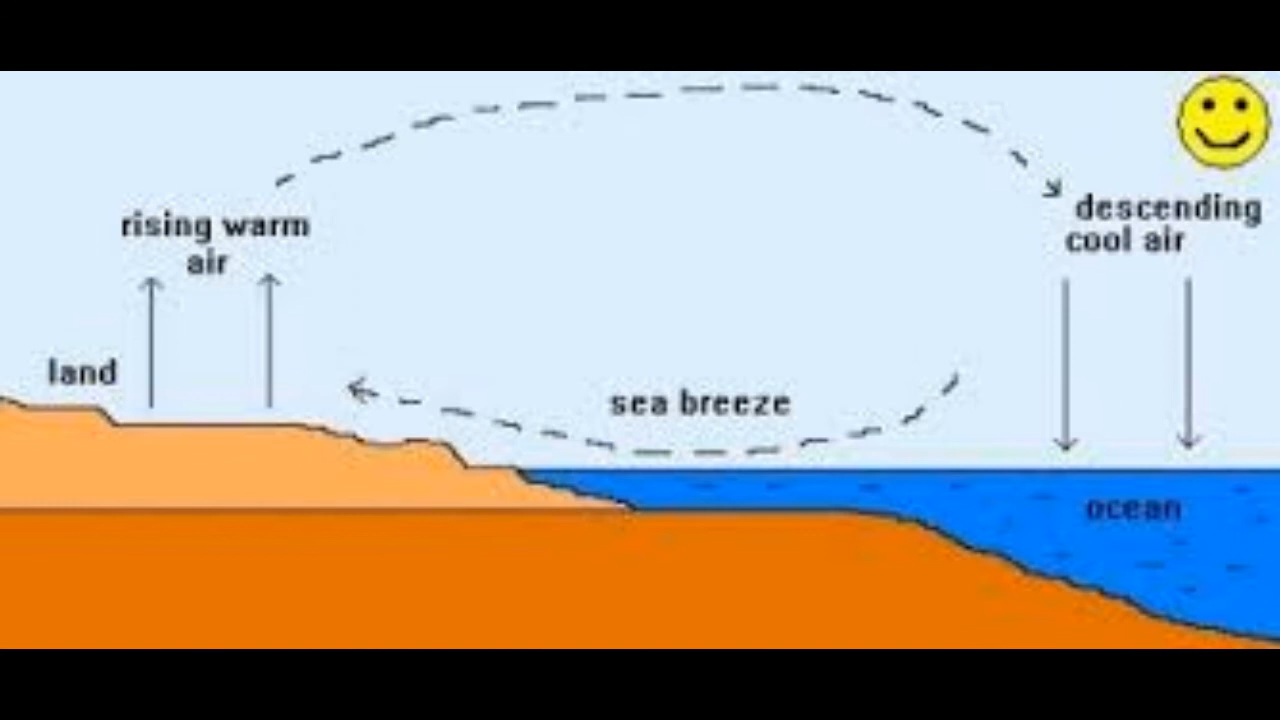 rising warm
air
descending
cool air
land
sea breeze
ocean